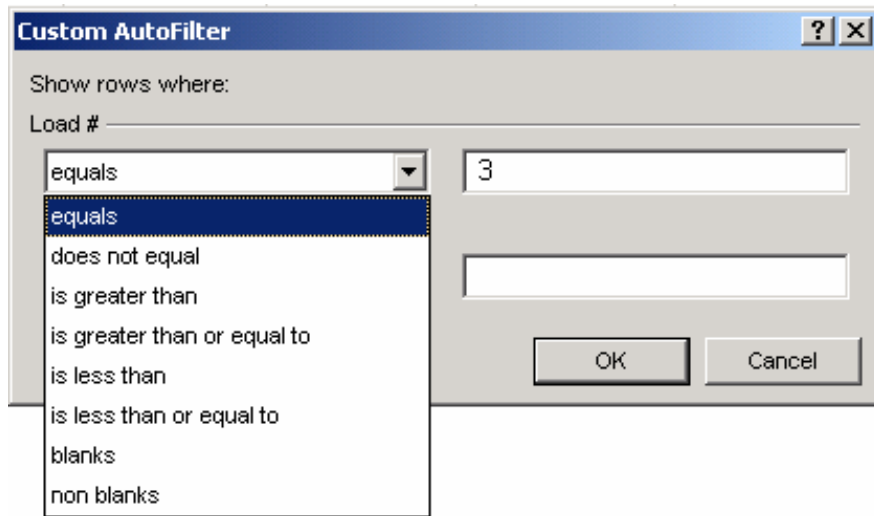 Custom AutoFilter ? X
Show rows where:
Load #
equals 3
equals
does not equal
is greater than
is greater than or equal to
is less than
is less than or equal to
blanks
non blanks
OK Cancel